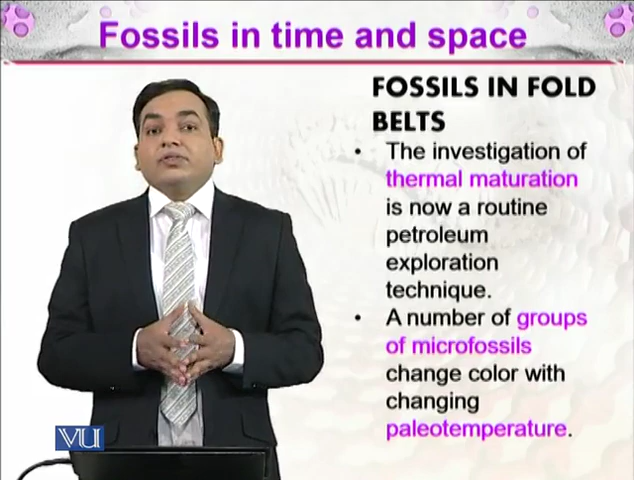 Fossils in time and space
FOSSILS IN FOLD
BELTS
• The investigation of
thermal maturation
is now a routine
petroleum
exploration
technique.
• A number of groups
of microfossils
change color with
changing
paleotemperature.
VU